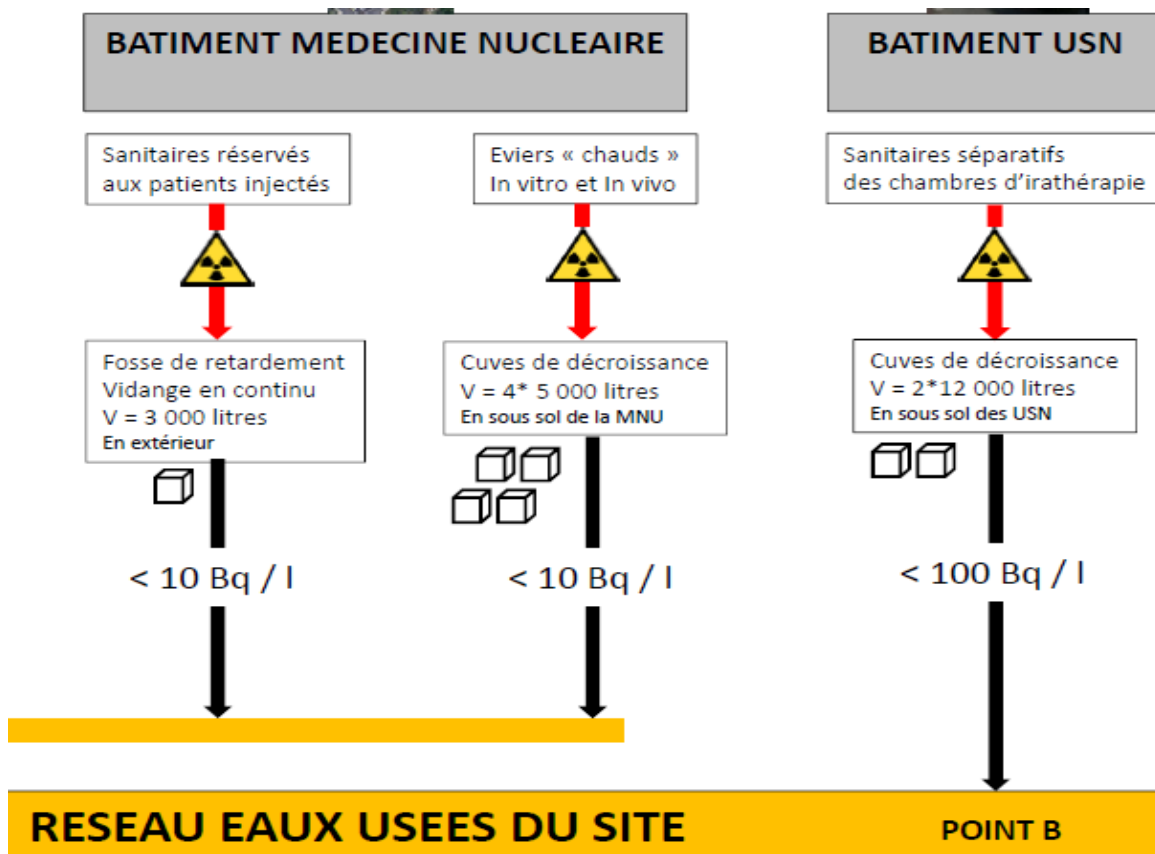 BATIMENT MEDECINE NUCLEAIRE
BATIMENT USN
Sanitaires réservés
aux patients injectés
Eviers « chauds »
In vitro et In vivo
Sanitaires séparatifs
des chambres d'irathérapie
Fosse de retardement
Vidange en continu
V = 3 000 litres
En extérieur
Cuves de décroissance
V = 4* 5 000 litres
En sous sol de la MNU
Cuves de décroissance
V = 2*12 000 litres
En sous sol des USN
< 10 Bq / l
< 10 Bq / l
< 100 Bq / l
RESEAU EAUX USEES DU SITE
POINT B